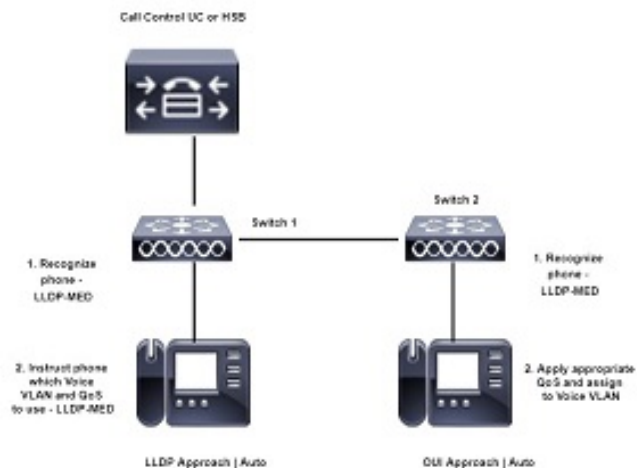 Call Control UC or HSB
Switch 1
Switch 2
1. Recognize
phone -
LLDP-MED
1. Recognize
phone -
LLDP-MED
2. Instruct phone
which Voice
VLAN and QoS
to use - LLDP-MED
2. Apply appropriate
QoS and assign
to Voice VLAN
LLDP Approach | Auto
OUI Approach | Auto